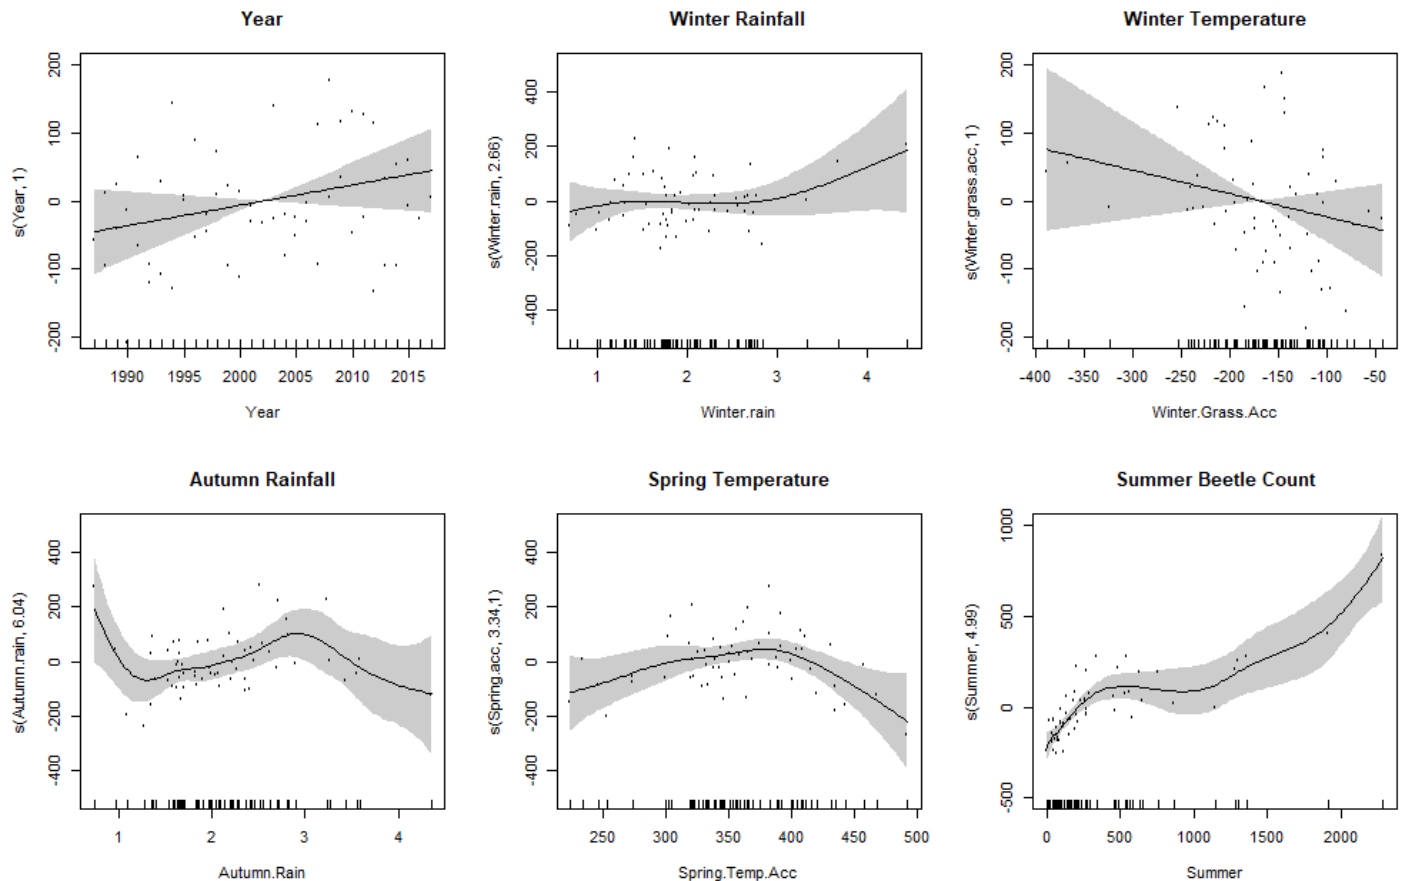 Year
s(Year, 1)
200
100
0
-100
-200
1990 1995 2000 2005 2010 2015
Year
Winter Rainfall
s(Winter.rain, 2.66)
400
200
0
-200
-400
1 2 3 4
Winter.rain
Winter Temperature
s(Winter.grass.acc, 1)
200
100
0
-100
-200
-400 -350 -300 -250 -200 -150 -100 -50
Winter.Grass.Acc
Autumn Rainfall
s(Autumn.rain, 6.04)
400
200
0
-200
-400
1 2 3 4
Autumn.Rain
Spring Temperature
s(Spring.acc, 3.34,1)
400
200
0
-200
-400
250 300 350 400 450 500
Spring.Temp.Acc
Summer Beetle Count
s(Summer, 4.99)
1000
500
0
-500
0 500 1000 1500 2000
Summer